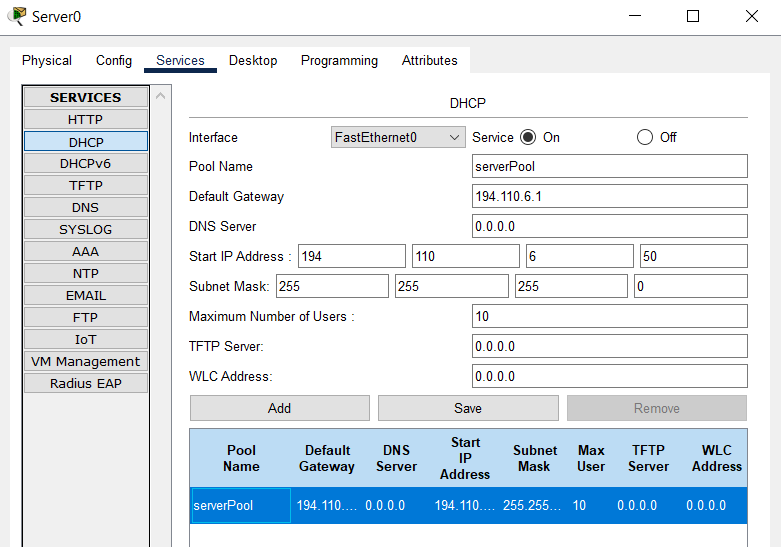 Server0
Physical Config Services Desktop Programming Attributes
SERVICES
HTTP
DHCP
DHCPv6
TFTP
DNS
SYSLOG
AAA
NTP
EMAIL
FTP
IoT
VM Management
Radius EAP
DHCP
Interface FastEthernet0 Service On Off
Pool Name serverPool
Default Gateway 194.110.6.1
DNS Server 0.0.0.0
Start IP Address : 194 110 6 50
Subnet Mask: 255 255 255 0
Maximum Number of Users : 10
TFTP Server: 0.0.0.0
WLC Address: 0.0.0.0
Add Save Remove
Pool Name Default Gateway DNS Server Start IP Address Subnet Mask Max User TFTP Server WLC Address
serverPool 194.110.... 0.0.0.0 194.110.... 255.255... 10 0.0.0.0 0.0.0.0